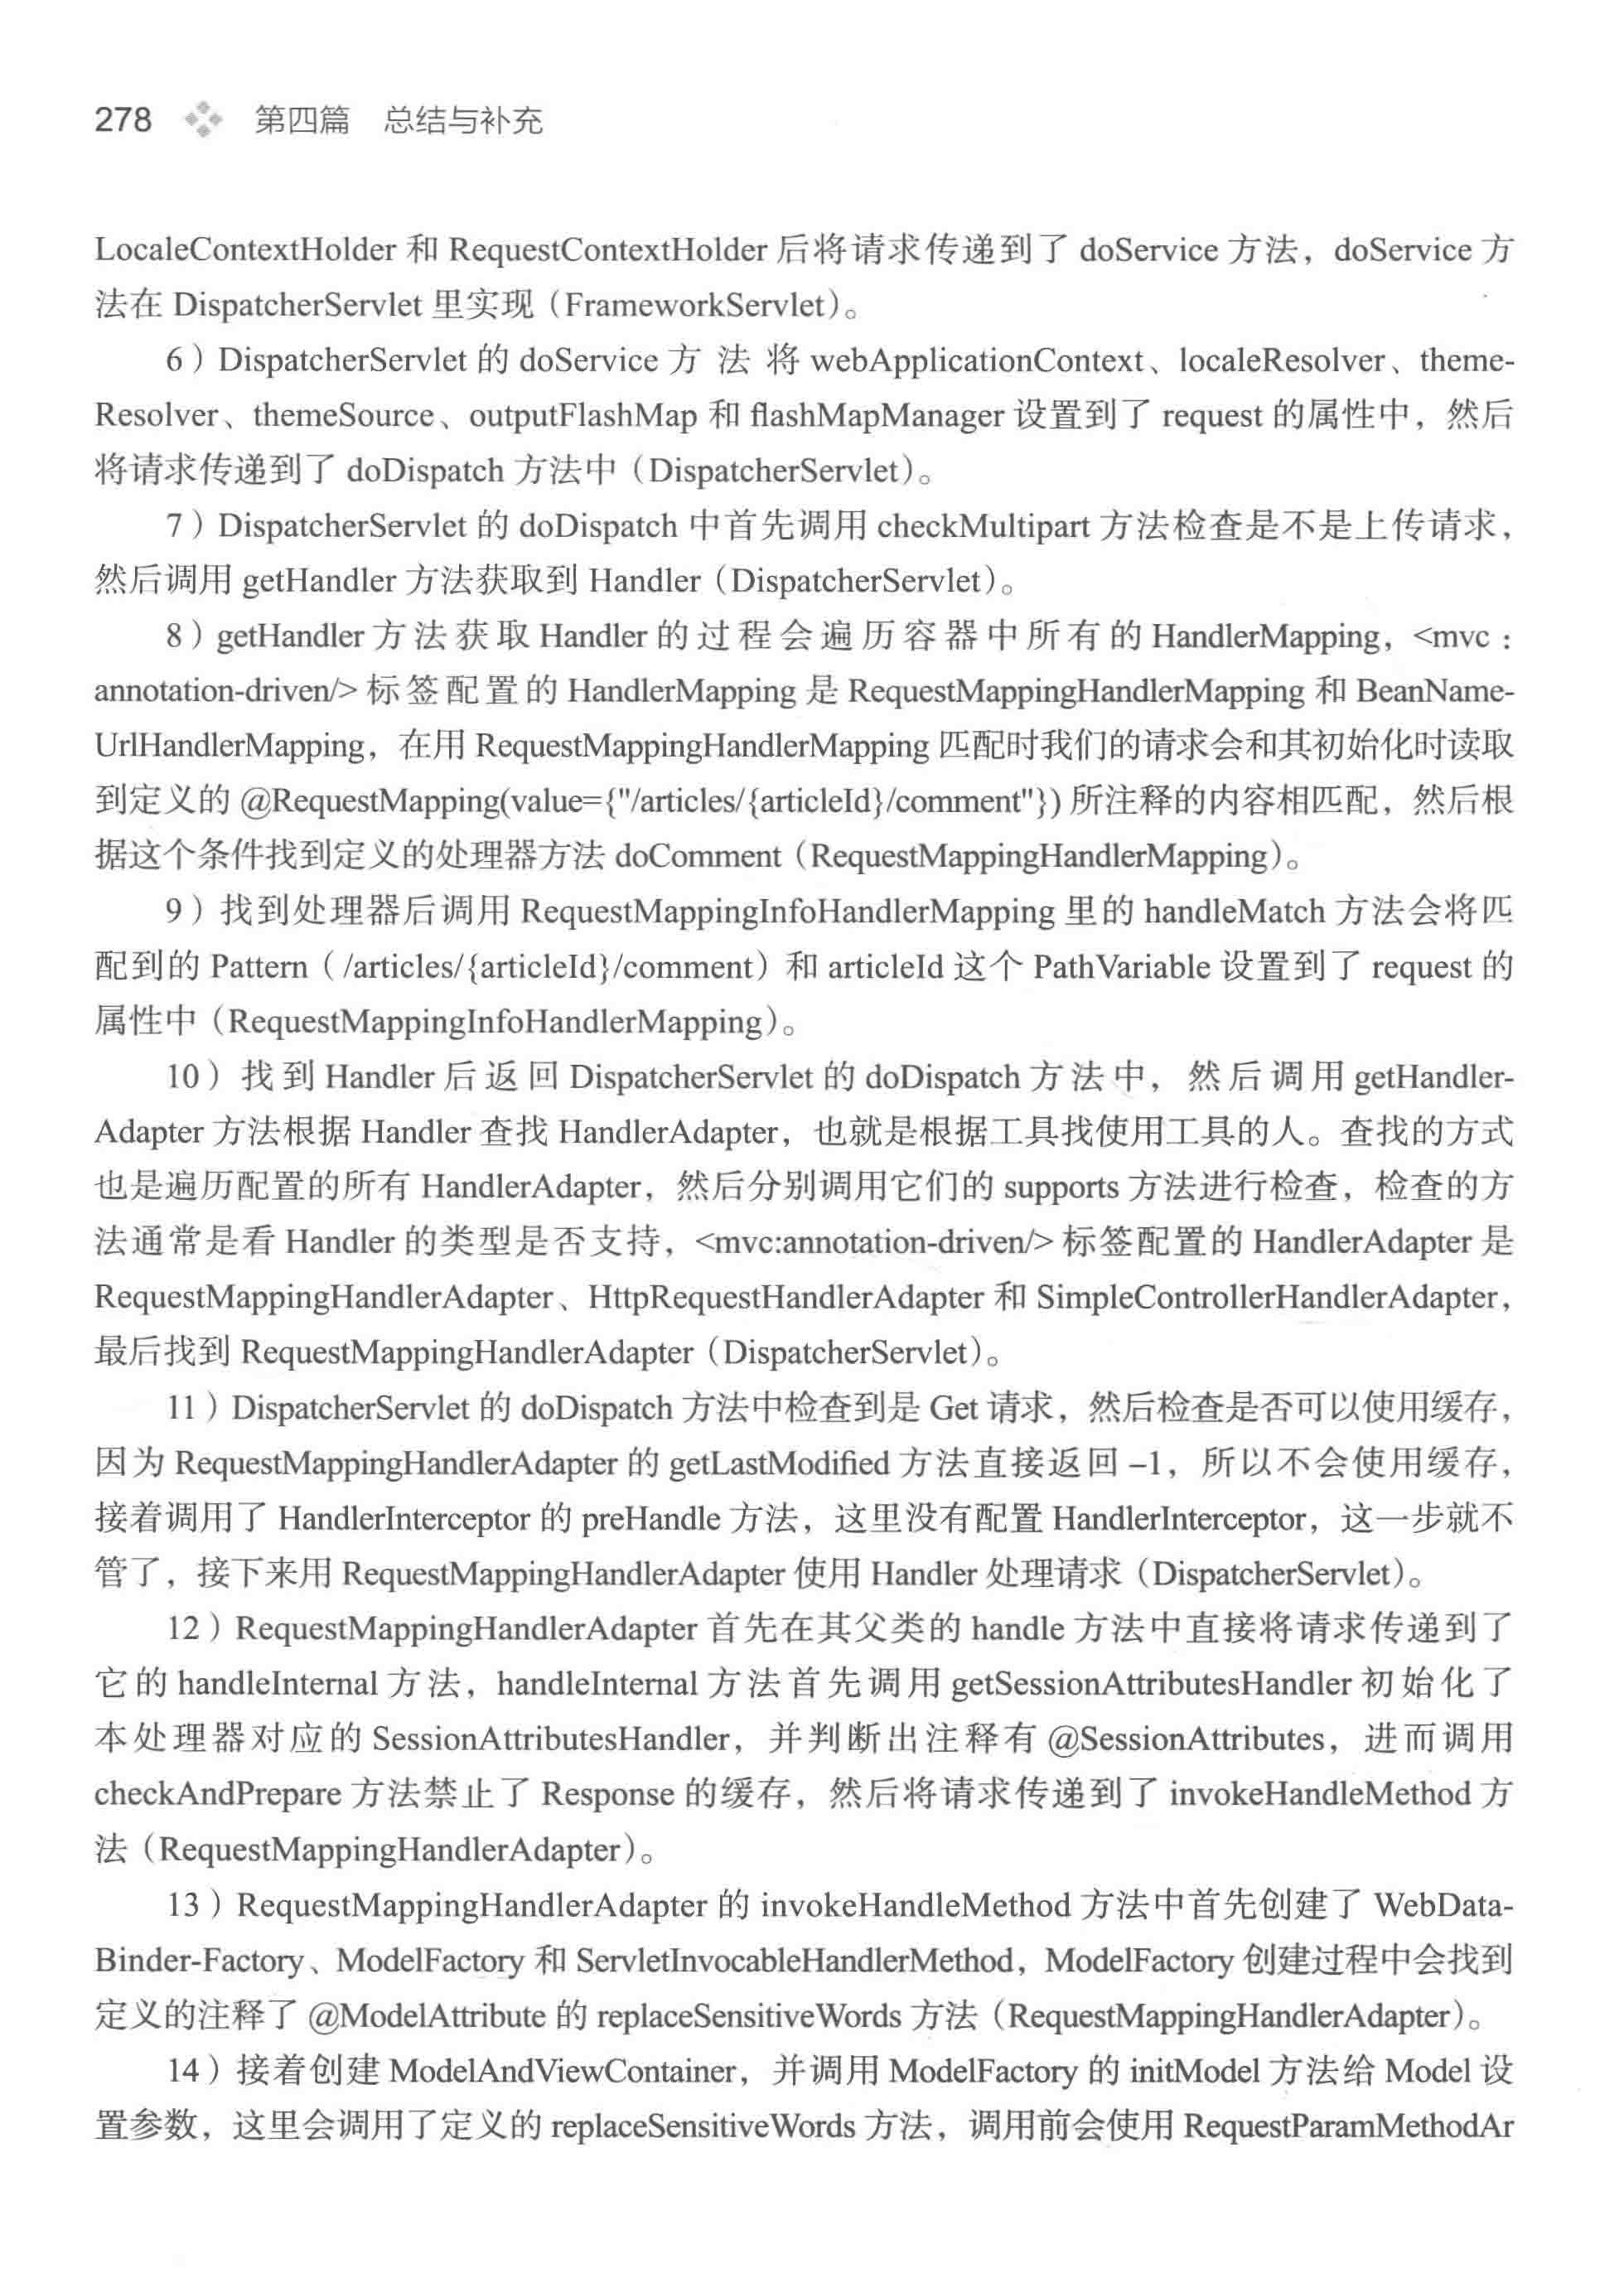 278 第四篇 总结与补充
LocaleContextHolder 和 RequestContextHolder 后将请求传递到了 doService 方法，doService 方
法在 DispatcherServlet 里实现（FrameworkServlet）。
6）DispatcherServlet 的 doService 方 法 将 webApplicationContext、localeResolver、theme-
Resolver、themeSource、outputFlashMap 和 flashMapManager 设置到了 request 的属性中，然后
将请求传递到了 doDispatch 方法中（DispatcherServlet）。
7）DispatcherServlet 的 doDispatch 中首先调用 checkMultipart 方法检查是不是上传请求，
然后调用 getHandler 方法获取到 Handler（DispatcherServlet）。
8）getHandler 方法获取 Handler 的过程会遍历容器中所有的 HandlerMapping，<mvc：
annotation-driven/> 标签配置的 HandlerMapping 是 RequestMappingHandlerMapping 和 BeanName-
UrlHandlerMapping，在用 RequestMappingHandlerMapping 匹配时我们的请求会和其初始化时读取
到定义的 @RequestMapping(value={"/articles/{articleId}/comment"}) 所注释的内容相匹配，然后根
据这个条件找到定义的处理器方法 doComment（RequestMappingHandlerMapping）。
9）找到处理器后调用 RequestMappingInfoHandlerMapping 里的 handleMatch 方法会将匹
配到的 Pattern（/articles/{articleId}/comment）和 articleId 这个 PathVariable 设置到了 request 的
属性中（RequestMappingInfoHandlerMapping）。
10）找到 Handler 后返回 DispatcherServlet 的 doDispatch 方法中，然后调用 getHandler-
Adapter 方法根据 Handler 查找 HandlerAdapter，也就是根据工具找使用工具的人。查找的方式
也是遍历配置的所有 HandlerAdapter，然后分别调用它们的 supports 方法进行检查，检查的方
法通常是看 Handler 的类型是否支持，<mvc:annotation-driven/> 标签配置的 HandlerAdapter 是
RequestMappingHandlerAdapter、HttpRequestHandlerAdapter 和 SimpleControllerHandlerAdapter，
最后找到 RequestMappingHandlerAdapter（DispatcherServlet）。
11）DispatcherServlet 的 doDispatch 方法中检查到是 Get 请求，然后检查是否可以使用缓存，
因为 RequestMappingHandlerAdapter 的 getLastModified 方法直接返回 –1，所以不会使用缓存，
接着调用了 HandlerInterceptor 的 preHandle 方法，这里没有配置 HandlerInterceptor，这一步就不
管了，接下来用 RequestMappingHandlerAdapter 使用 Handler 处理请求（DispatcherServlet）。
12）RequestMappingHandlerAdapter 首先在其父类的 handle 方法中直接将请求传递到了
它的 handleInternal 方法，handleInternal 方法首先调用 getSessionAttributesHandler 初始化了
本处理器对应的 SessionAttributesHandler，并判断出注释有 @SessionAttributes，进而调用
checkAndPrepare 方法禁止了 Response 的缓存，然后将请求传递到了 invokeHandleMethod 方
法（RequestMappingHandlerAdapter）。
13）RequestMappingHandlerAdapter 的 invokeHandleMethod 方法中首先创建了 WebData-
Binder-Factory、ModelFactory 和 ServletInvocableHandlerMethod，ModelFactory 创建过程中会找到
定义的注释了 @ModelAttribute 的 replaceSensitiveWords 方法（RequestMappingHandlerAdapter）。
14）接着创建 ModelAndViewContainer，并调用 ModelFactory 的 initModel 方法给 Model 设
置参数，这里会调用了定义的 replaceSensitiveWords 方法，调用前会使用 RequestParamMethodAr